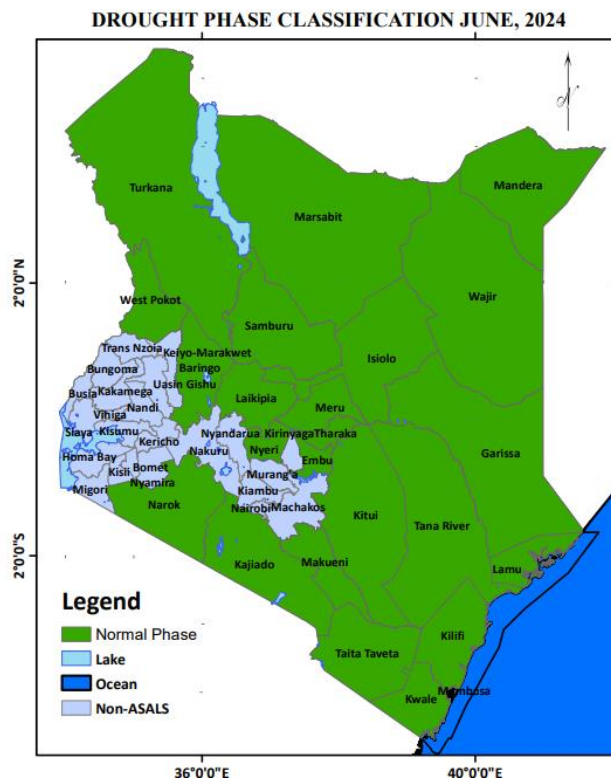 DROUGHT PHASE CLASSIFICATION JUNE, 2024
N
Mandera
Turkana
Marsabit
2°0'0"N
Wajir
West Pokot
Samburu
Trans Nzoia
Keiyo-Marakwet
Isiolo
Bungoma
Baringo
Uasin Gishu
Busia
Kakamega
Laikipia
Nandi
Meru
Vihiga
Siaya
Kisumu
Nyandarua
Kirinyaga
Tharaka
Kericho
Nakuru
Nyeri
Garissa
Homa Bay
Embu
Kisii
Bomet
Murang'a
Nyamira
Kiambu
Migori
Narok
Nairobi
Machakos
Kitui
Tana River
2°0'0"S
Kajiado
Makueni
Lamu
Legend
Normal Phase
Lake
Ocean
Non-ASALS
Kilifi
Taita Taveta
Kwale
Mombasa
36°0'0"E
40°0'0"E